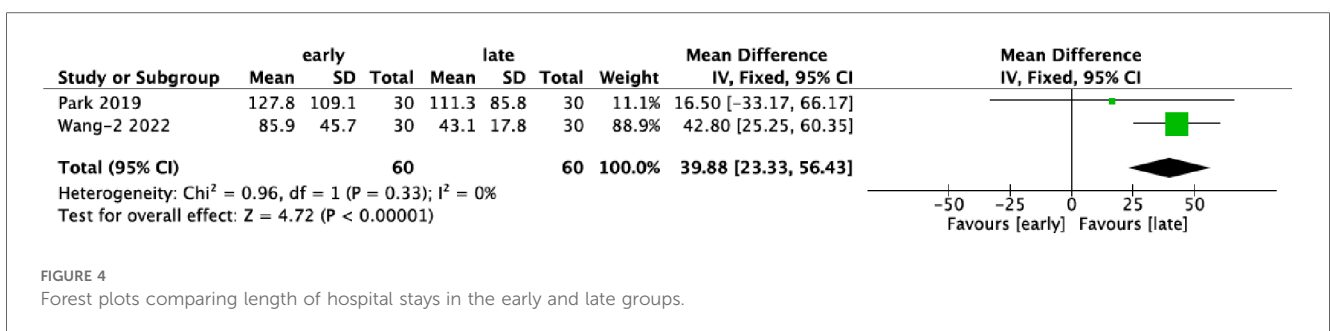 early late Mean Difference Mean Difference
Study or Subgroup Mean SD Total Mean SD Total Weight IV, Fixed, 95% CI IV, Fixed, 95% CI
Park 2019 127.8 109.1 30 111.3 85.8 30 11.1% 16.50 [−33.17, 66.17]
Wang-2 2022 85.9 45.7 30 43.1 17.8 30 88.9% 42.80 [25.25, 60.35]
Total (95% CI) 60 60 100.0% 39.88 [23.33, 56.43]
Heterogeneity: Chi² = 0.96, df = 1 (P = 0.33); I² = 0%
Test for overall effect: Z = 4.72 (P < 0.00001)
−50 −25 0 25 50
Favours [early] Favours [late]
FIGURE 4
Forest plots comparing length of hospital stays in the early and late groups.